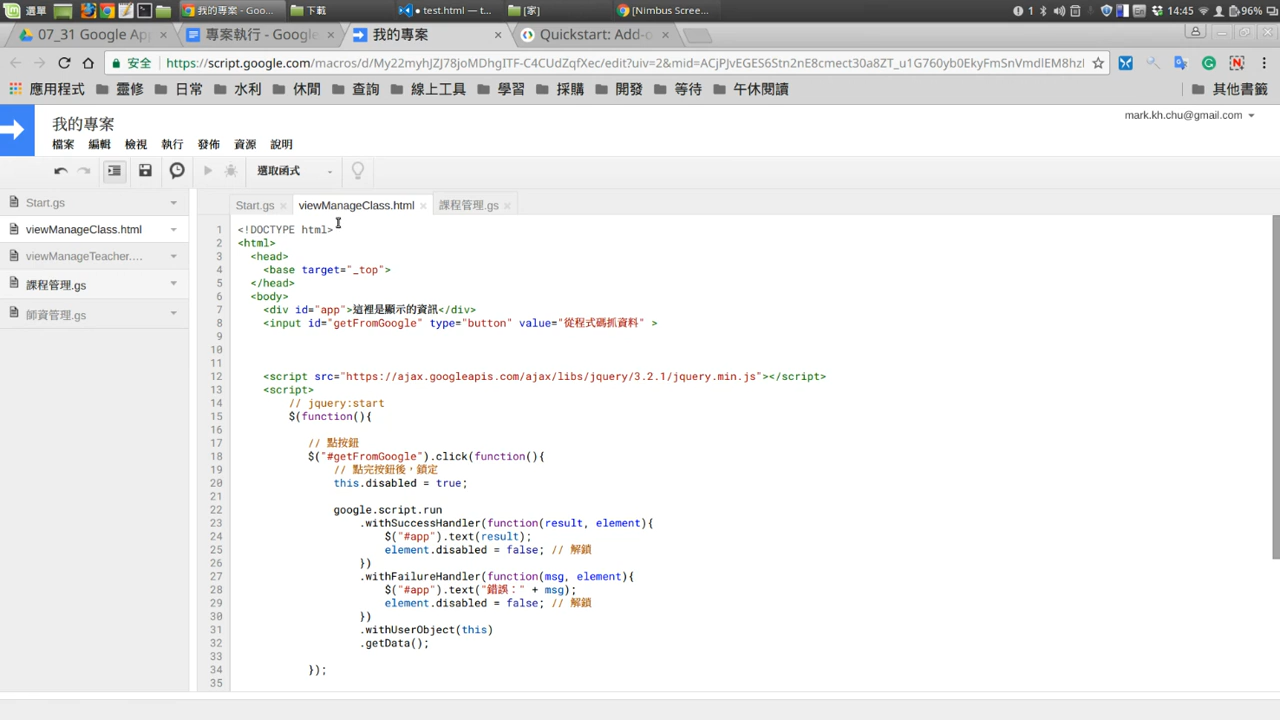 選單
我的專案 - Goo...
下載
test.html — t...
[家]
[Nimbus Scree...
1
En
14:45
96%
07_31 Google Ap
專案執行 - Google
我的專案
Quickstart: Add-o
安全
https://script.google.com/macros/d/My22myhJZJ78joMDhgITF-C4CUdZqfXec/edit?uiv=2&mid=ACjPJvEGES6Stn2nE8cmect30a8ZT_u1G760yb0EkyFmSnVmdlEM8hzl
應用程式
靈修
日常
水利
休閒
查詢
線上工具
學習
採購
開發
等待
午休閱讀
其他書籤
我的專案
mark.kh.chu@gmail.com
檔案 編輯 檢視 執行 發佈 資源 說明
選取函式
Start.gs
viewManageClass.html
viewManageTeacher....
課程管理.gs
師資管理.gs
Start.gs
viewManageClass.html
課程管理.gs
1 <!DOCTYPE html>
2 <html>
3 <head>
4 <base target="_top">
5 </head>
6 <body>
7 <div id="app">這裡是顯示的資訊</div>
8 <input id="getFromGoogle" type="button" value="從程式碼抓資料" >
9
10
11
12 <script src="https://ajax.googleapis.com/ajax/libs/jquery/3.2.1/jquery.min.js"></script>
13 <script>
14 // jquery:start
15 $(function(){
16
17 // 點按鈕
18 $("#getFromGoogle").click(function(){
19 // 點完按鈕後，鎖定
20 this.disabled = true;
21
22 google.script.run
23 .withSuccessHandler(function(result, element){
24 $("#app").text(result);
25 element.disabled = false; // 解鎖
26 })
27 .withFailureHandler(function(msg, element){
28 $("#app").text("錯誤：" + msg);
29 element.disabled = false; // 解鎖
30 })
31 .withUserObject(this)
32 .getData();
33
34 });
35